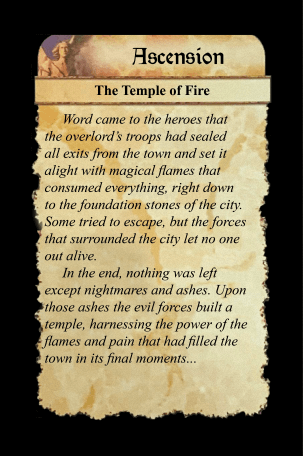 Ascension
The Temple of Fire
Word came to the heroes that
the overlord's troops had sealed
all exits from the town and set it
alight with magical flames that
consumed everything, right down
to the foundation stones of the city.
Some tried to escape, but the forces
that surrounded the city let no one
out alive.
In the end, nothing was left
except nightmares and ashes. Upon
those ashes the evil forces built a
temple, harnessing the power of the
flames and pain that had filled the
town in its final moments...